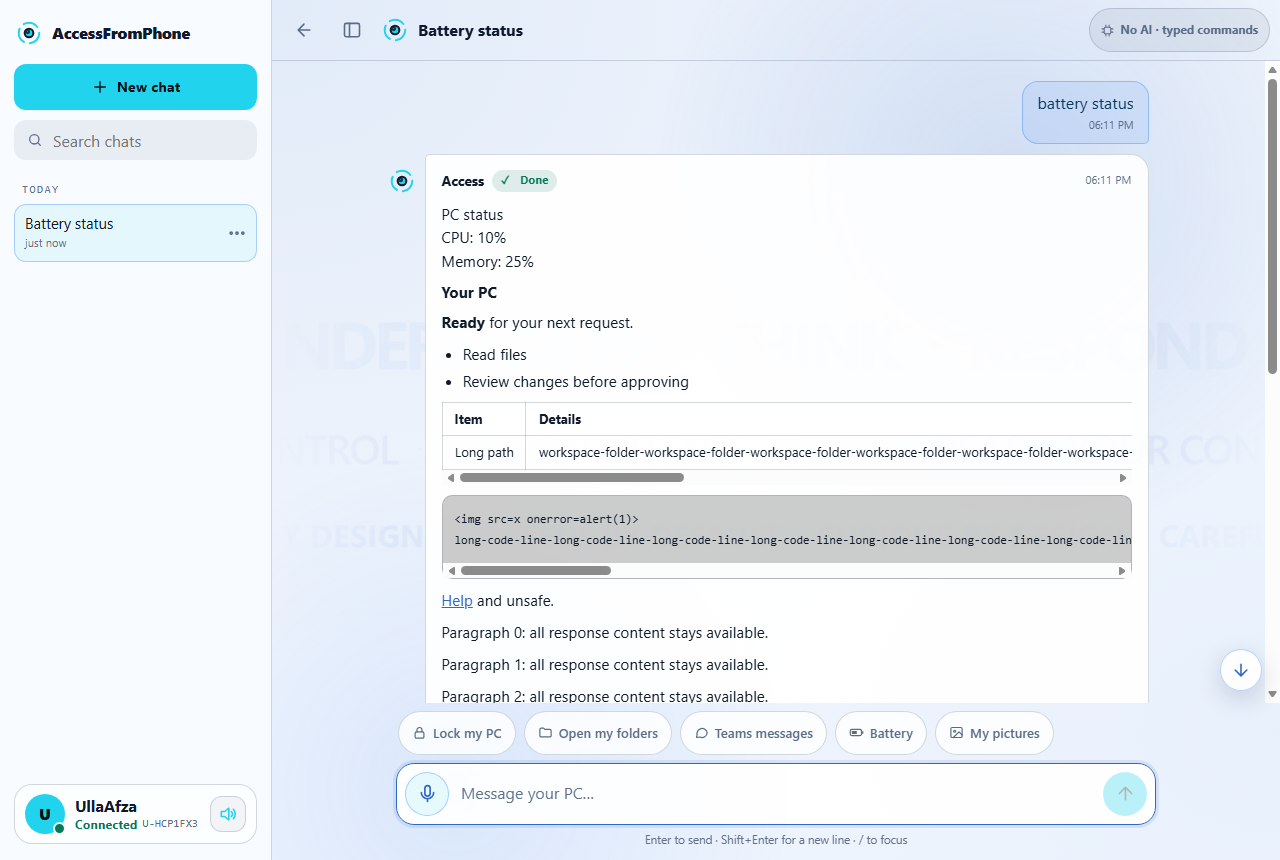 AccessFromPhone
New chat
Search chats
TODAY
Battery status
just now
UllaAfza
Connected U-HCP1FX3
Battery status
No AI · typed commands
battery status
06:11 PM
Access
Done
06:11 PM
PC status
CPU: 10%
Memory: 25%
Your PC
Ready for your next request.
Read files
Review changes before approving
Item Details
Long path workspace-folder-workspace-folder-workspace-folder-workspace-folder-workspace-folder-workspace-
<img src=x onerror=alert(1)>
long-code-line-long-code-line-long-code-line-long-code-line-long-code-line-long-code-line-long-code-lin
Help and unsafe.
Paragraph 0: all response content stays available.
Paragraph 1: all response content stays available.
Paragraph 2: all response content stays available.
Lock my PC
Open my folders
Teams messages
Battery
My pictures
Message your PC...
Enter to send · Shift+Enter for a new line · / to focus